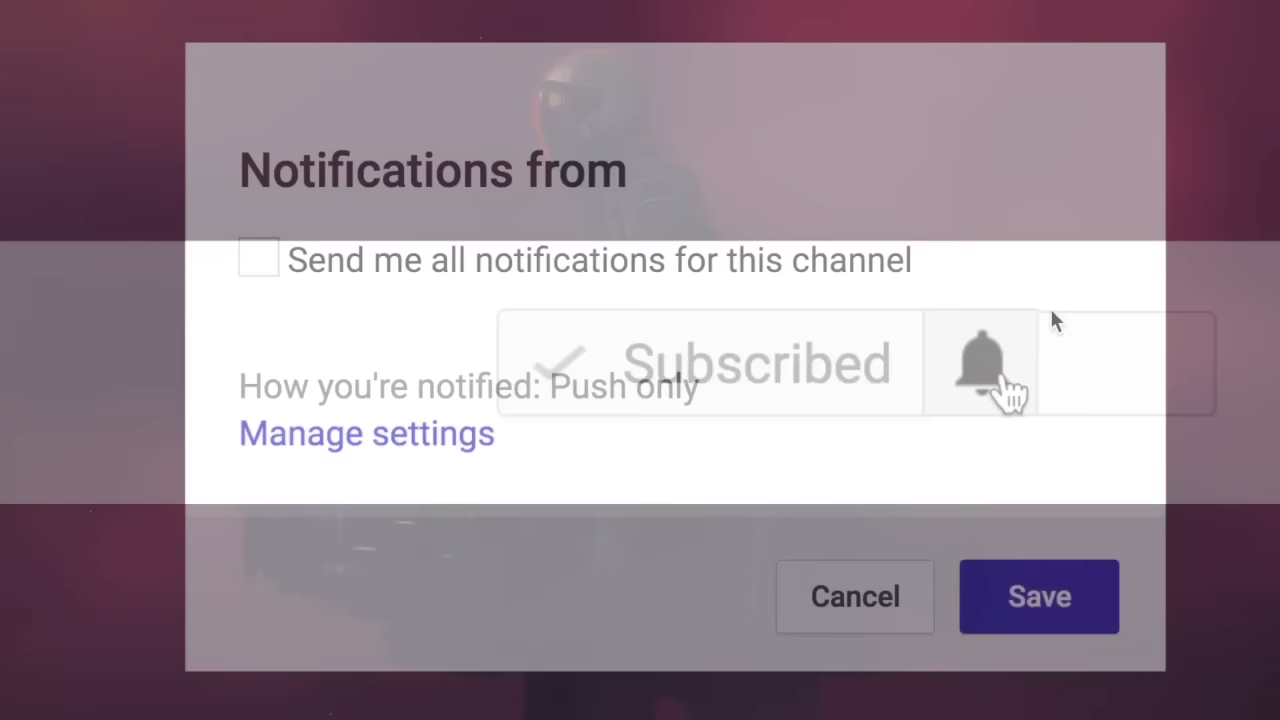 Notifications from
Send me all notifications for this channel
Subscribed
How you're notified: Push only
Manage settings
Cancel
Save